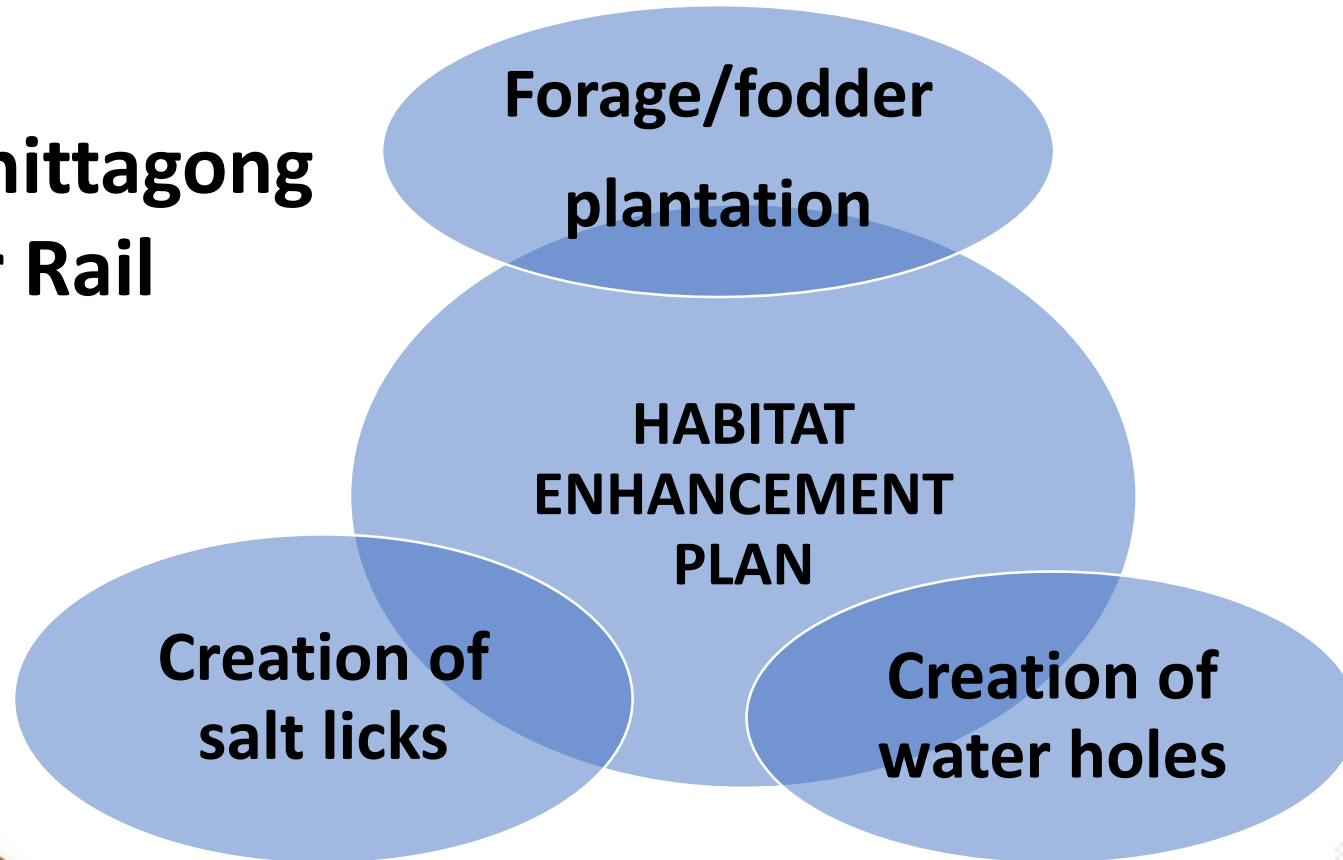 hittagong
r Rail
Forage/fodder
plantation
HABITAT
ENHANCEMENT
PLAN
Creation of
salt licks
Creation of
water holes